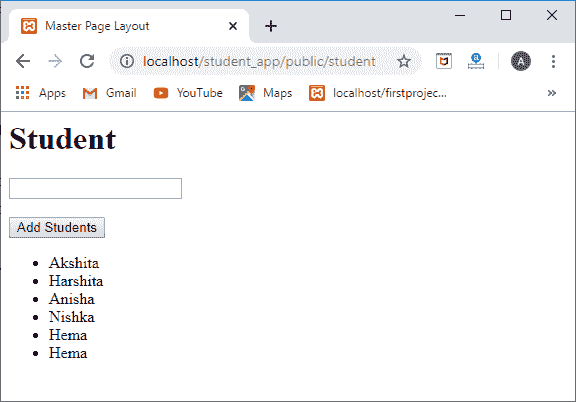 Master Page Layout
localhost/student_app/public/student
A
Apps Gmail YouTube Maps localhost/firstprojec... »
Student
Add Students
Akshita
Harshita
Anisha
Nishka
Hema
Hema